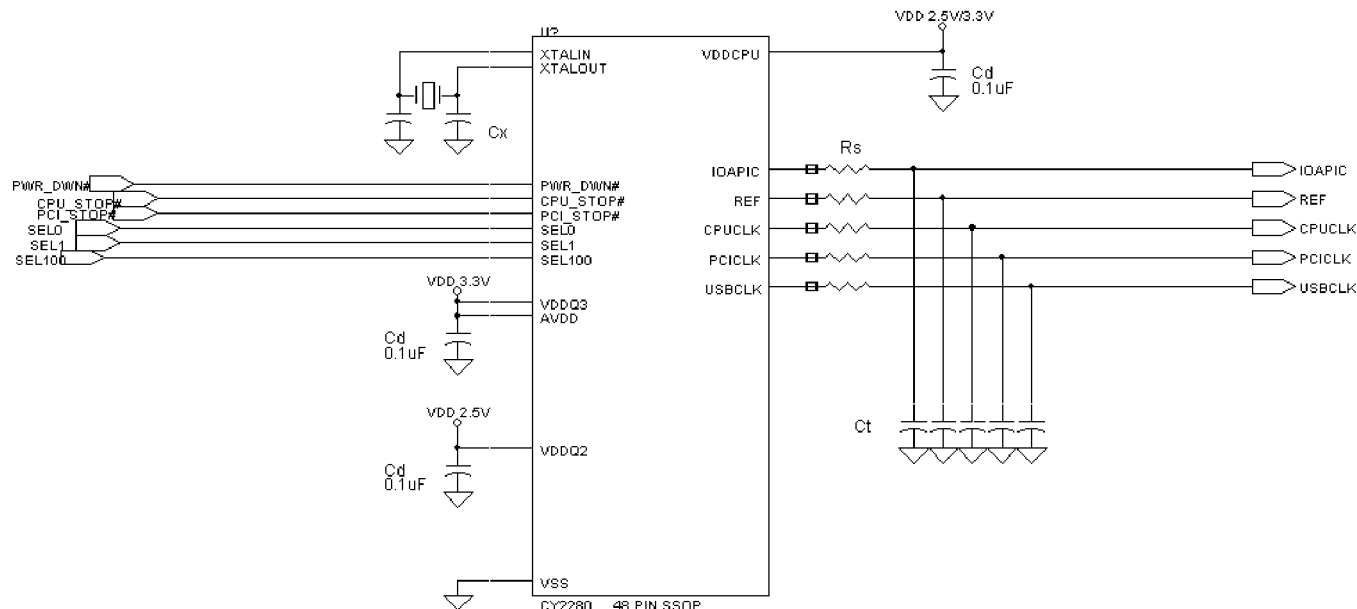 VDD 2.5V/3.3V
U?
XTALIN
XTALOUT
VDDCPU
Cd
0.1uF
Cx
Rs
IOAPIC
IOAPIC
PWR_DWN#
PWR_DWN#
CPU_STOP#
CPU_STOP#
REF
REF
PCI_STOP#
PCI_STOP#
SEL0
SEL0
CPUCLK
CPUCLK
SEL1
SEL1
SEL100
SEL100
PCICLK
PCICLK
VDD 3.3V
USBCLK
USBCLK
VDDQ3
AVDD
Cd
0.1uF
VDD 2.5V
Ct
VDDQ2
Cd
0.1uF
VSS
CY2280 48 PIN SSOP